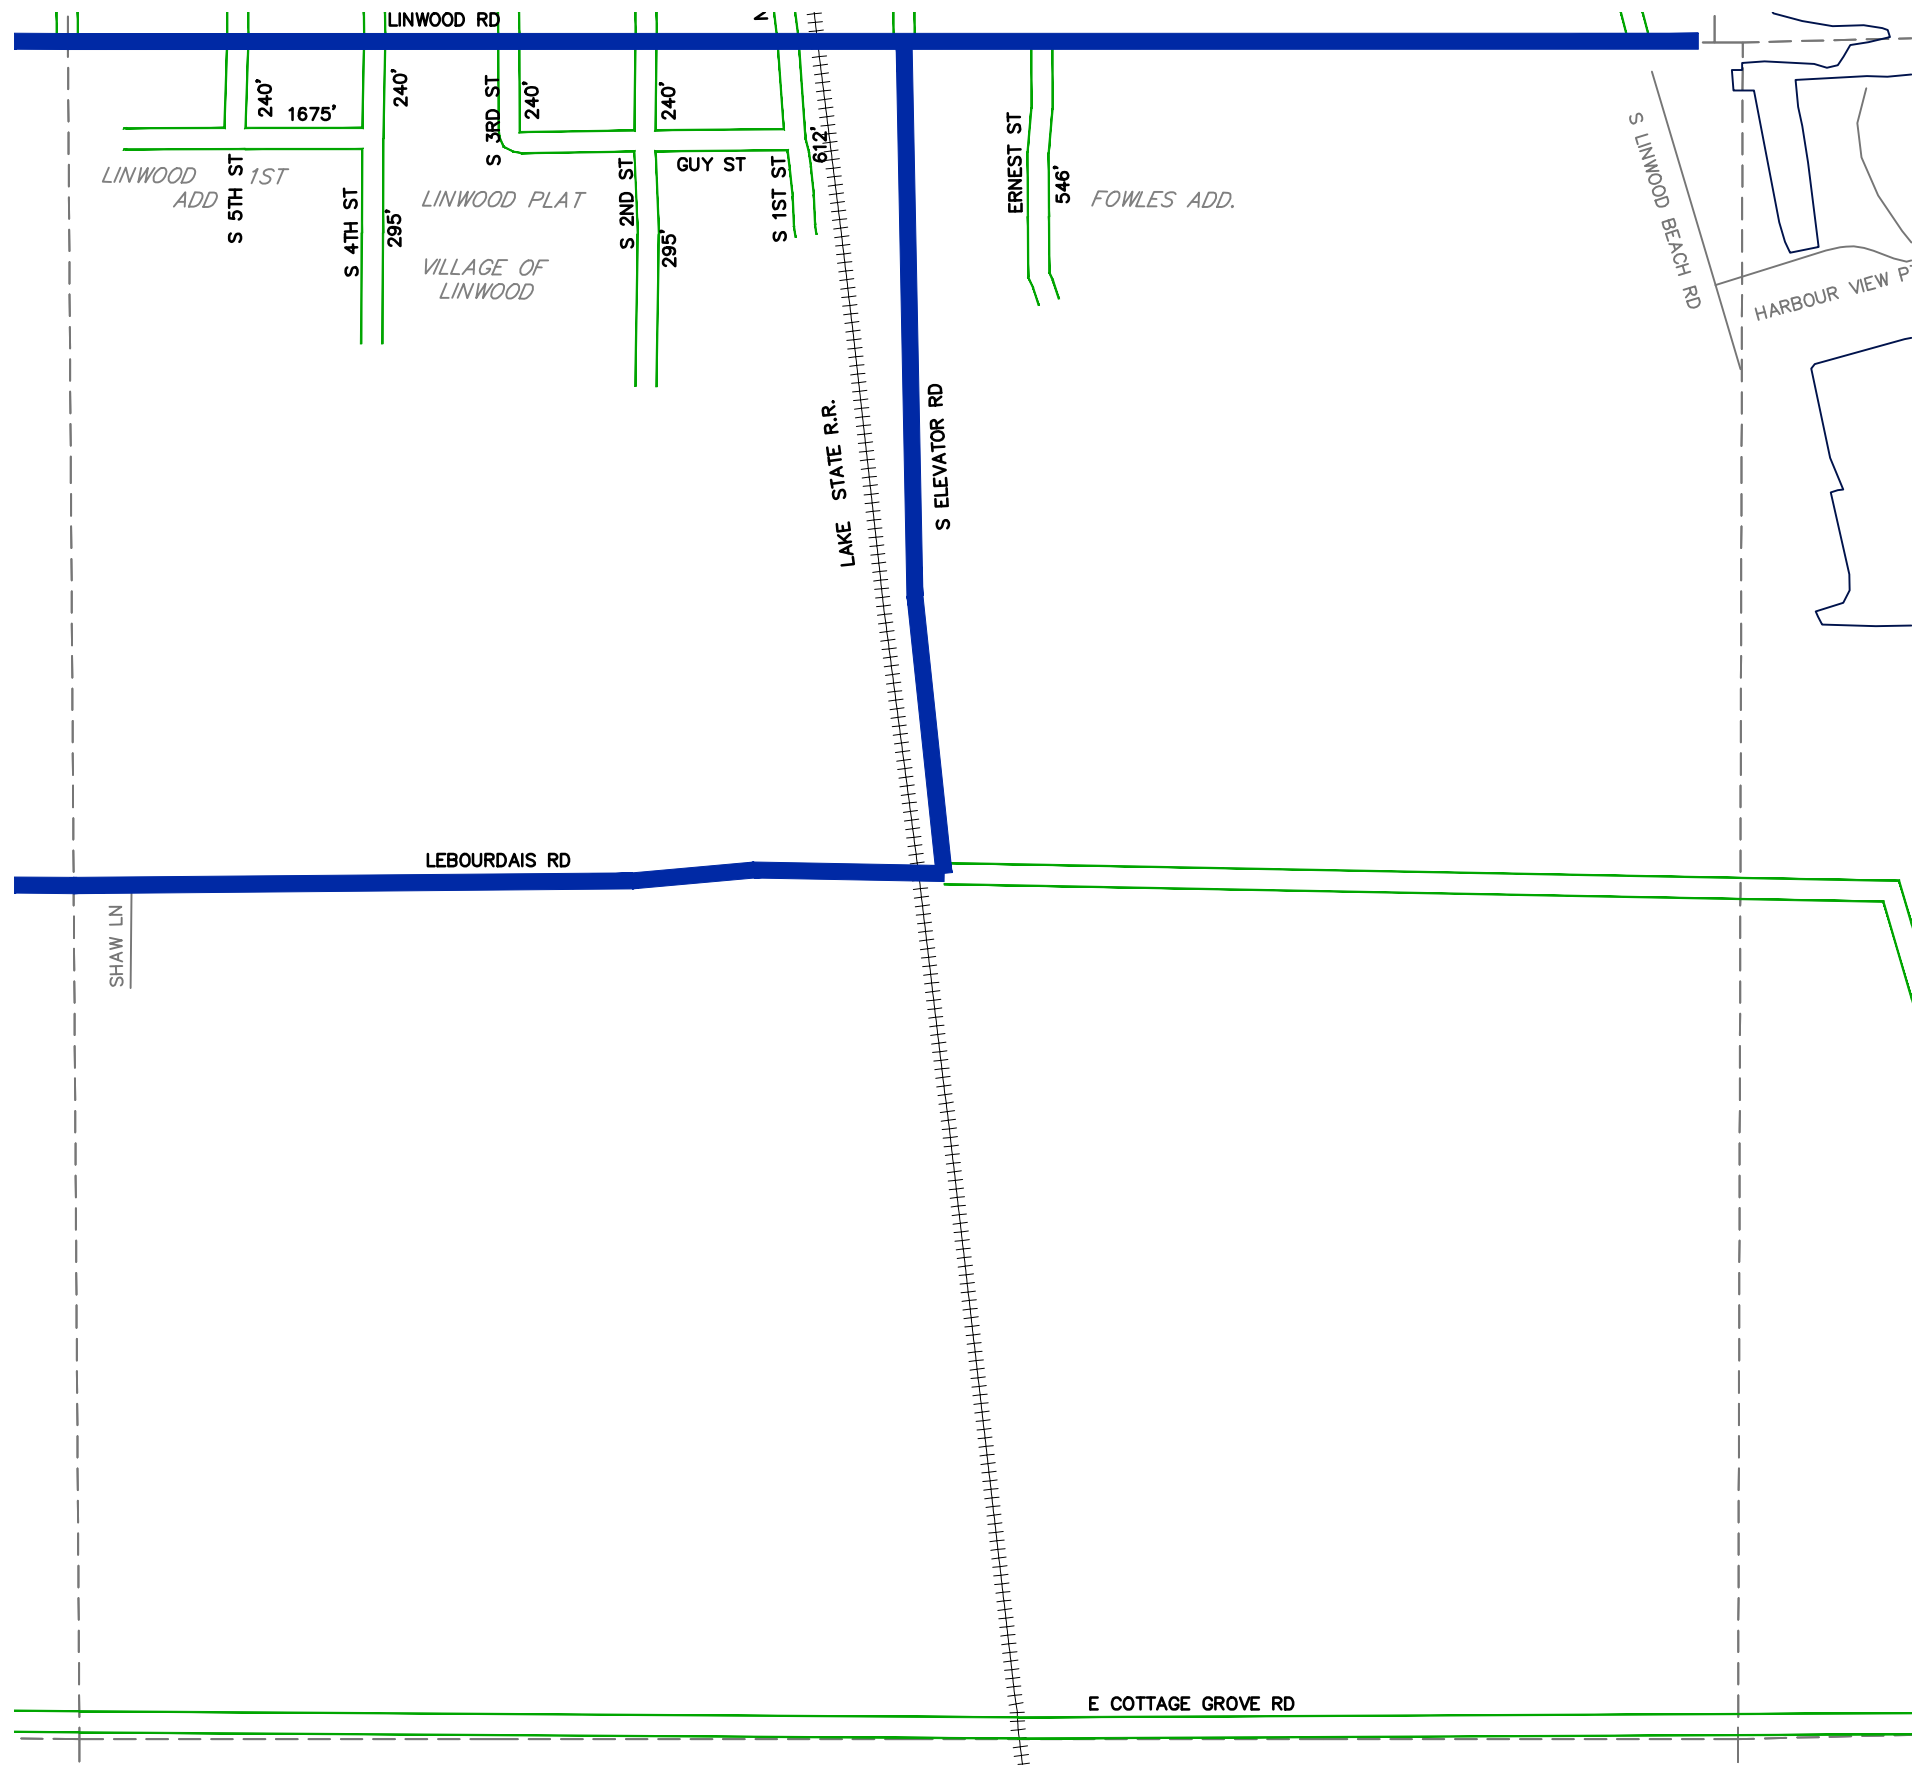 LINWOOD RD
240'
1675'
240'
S 3RD ST
240'
240'
612'
ERNEST ST
546'
S LINWOOD BEACH RD
HARBOUR VIEW
LINWOOD 1ST
ADD
S 5TH ST
S 4TH ST
295'
LINWOOD PLAT
VILLAGE OF
LINWOOD
S 2ND ST
295'
GUY ST
S 1ST ST
FOWLES ADD.
LAKE STATE R.R.
S ELEVATOR RD
LEBOURDAIS RD
SHAW LN
E COTTAGE GROVE RD